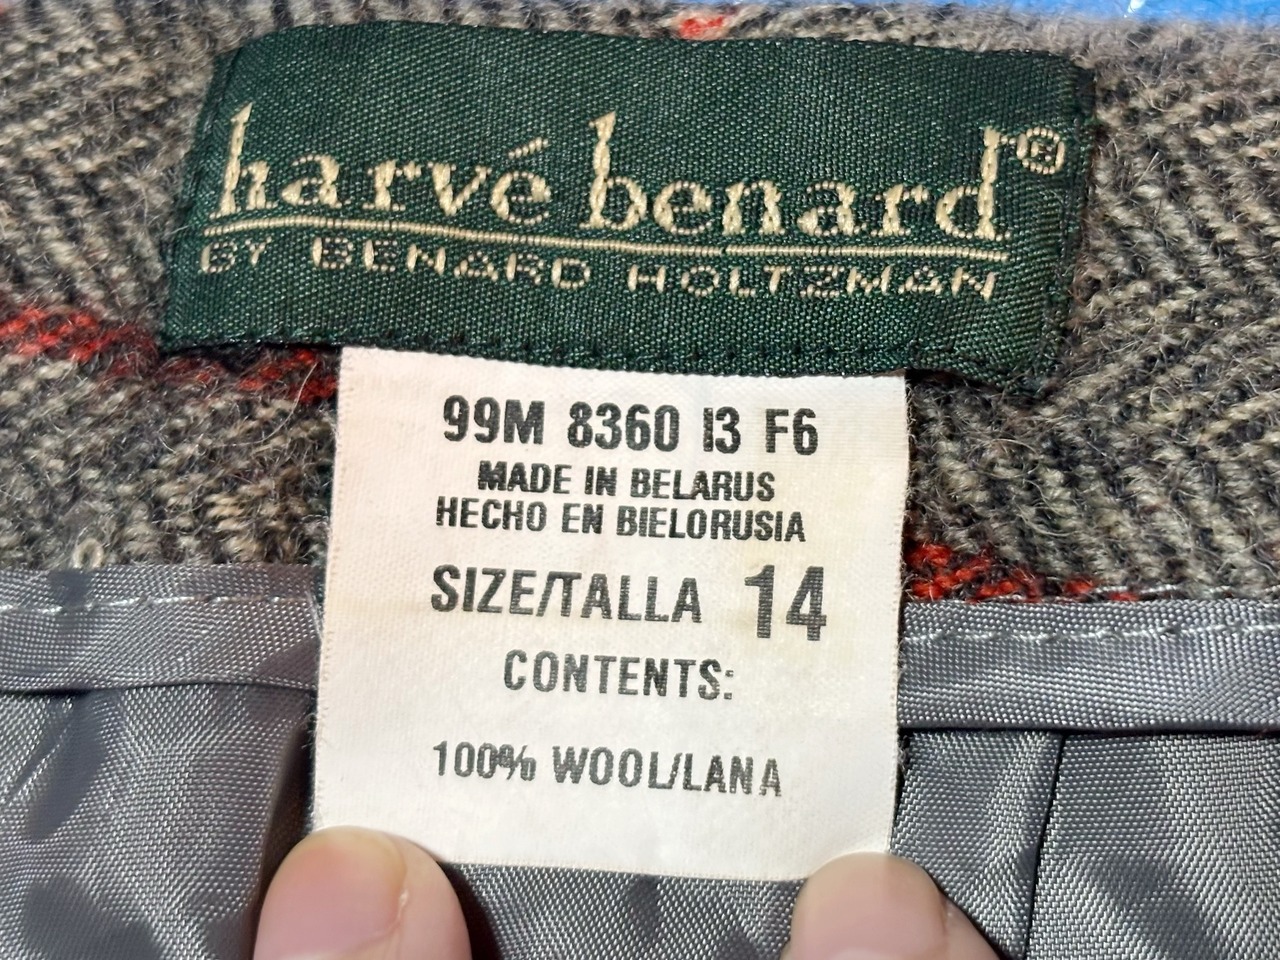 harvé benard®
BY BENARD HOLTZMAN
99M 8360 I3 F6
MADE IN BELARUS
HECHO EN BIELORUSIA
SIZE/TALLA 14
CONTENTS:
100% WOOL/LANA